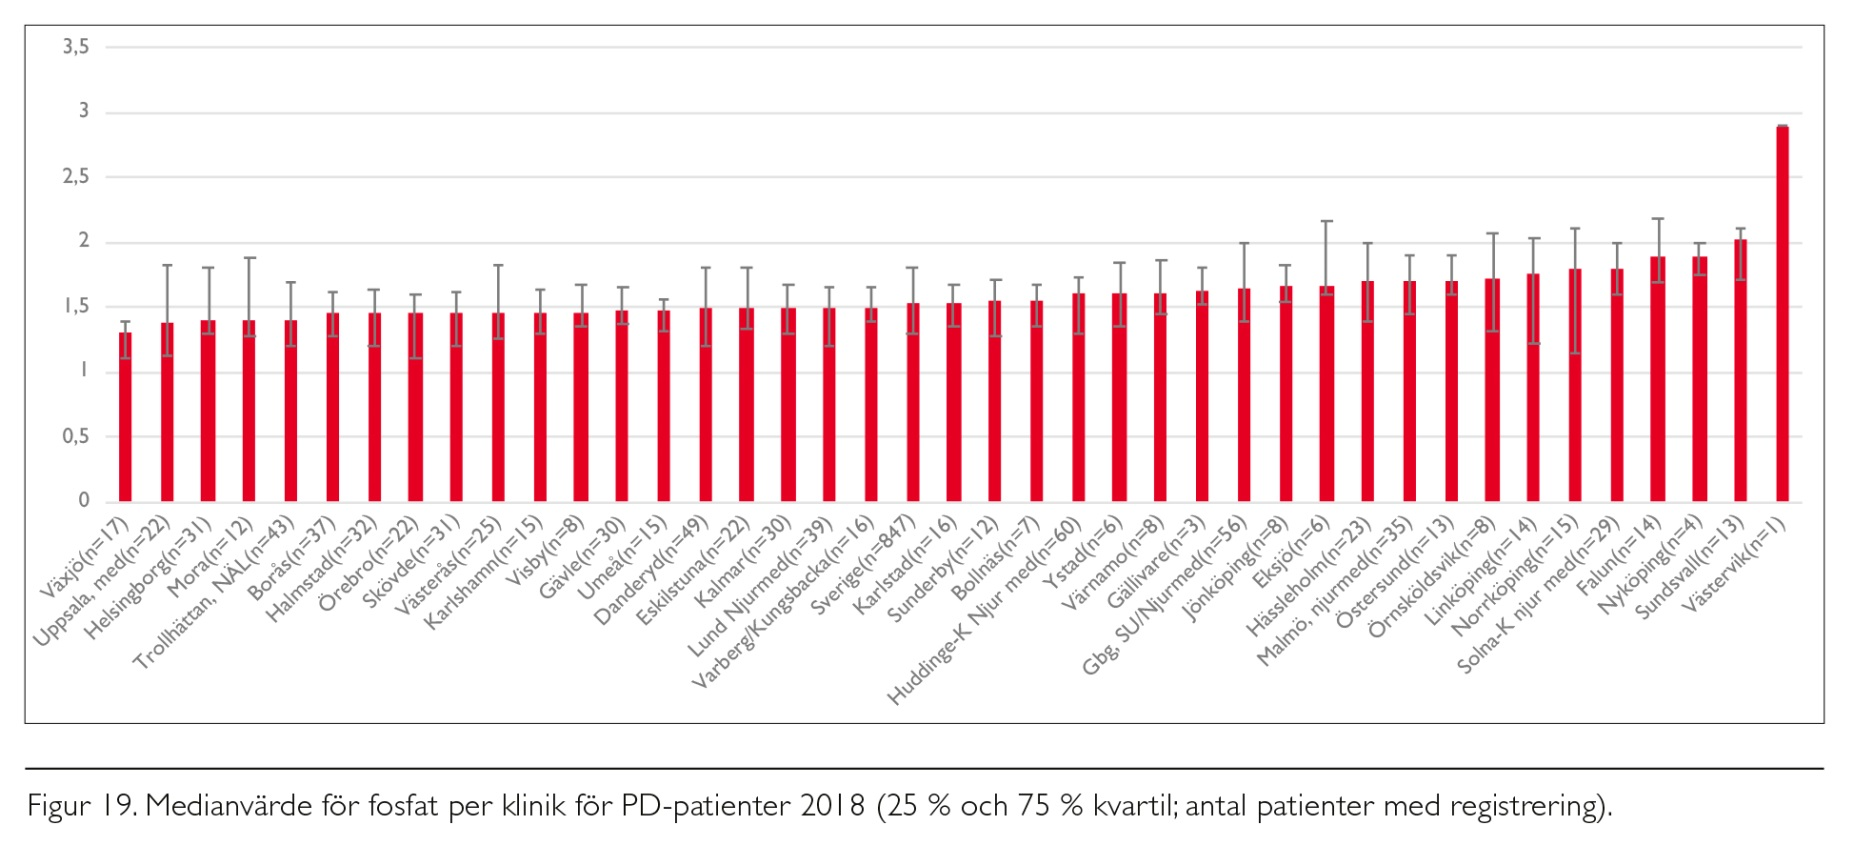 3,5
3
2,5
2
1,5
1
0,5
0
Växjö(n=17)
Uppsala, med(n=22)
Helsingborg(n=31)
Mora(n=12)
Trollhättan, NÄL(n=43)
Borås(n=37)
Halmstad(n=32)
Örebro(n=22)
Skövde(n=31)
Västerås(n=25)
Karlshamn(n=15)
Visby(n=8)
Gävle(n=30)
Umeå(n=15)
Danderyd(n=49)
Eskilstuna(n=22)
Kalmar(n=30)
Lund Njurmed(n=39)
Varberg/Kungsbacka(n=16)
Sverige(n=847)
Karlstad(n=16)
Sunderby(n=12)
Bollnäs(n=7)
Huddinge-K Njur med(n=60)
Ystad(n=6)
Värnamo(n=8)
Gällivare(n=3)
Gbg, SU/Njurmed(n=56)
Jönköping(n=8)
Eksjö(n=6)
Hässleholm(n=23)
Malmö, njurmed(n=35)
Östersund(n=13)
Örnsköldsvik(n=8)
Linköping(n=14)
Norrköping(n=15)
Solna-K njur med(n=29)
Falun(n=14)
Nyköping(n=4)
Sundsvall(n=13)
Västervik(n=1)
Figur 19. Medianvärde för fosfat per klinik för PD-patienter 2018 (25 % och 75 % kvartil; antal patienter med registrering).